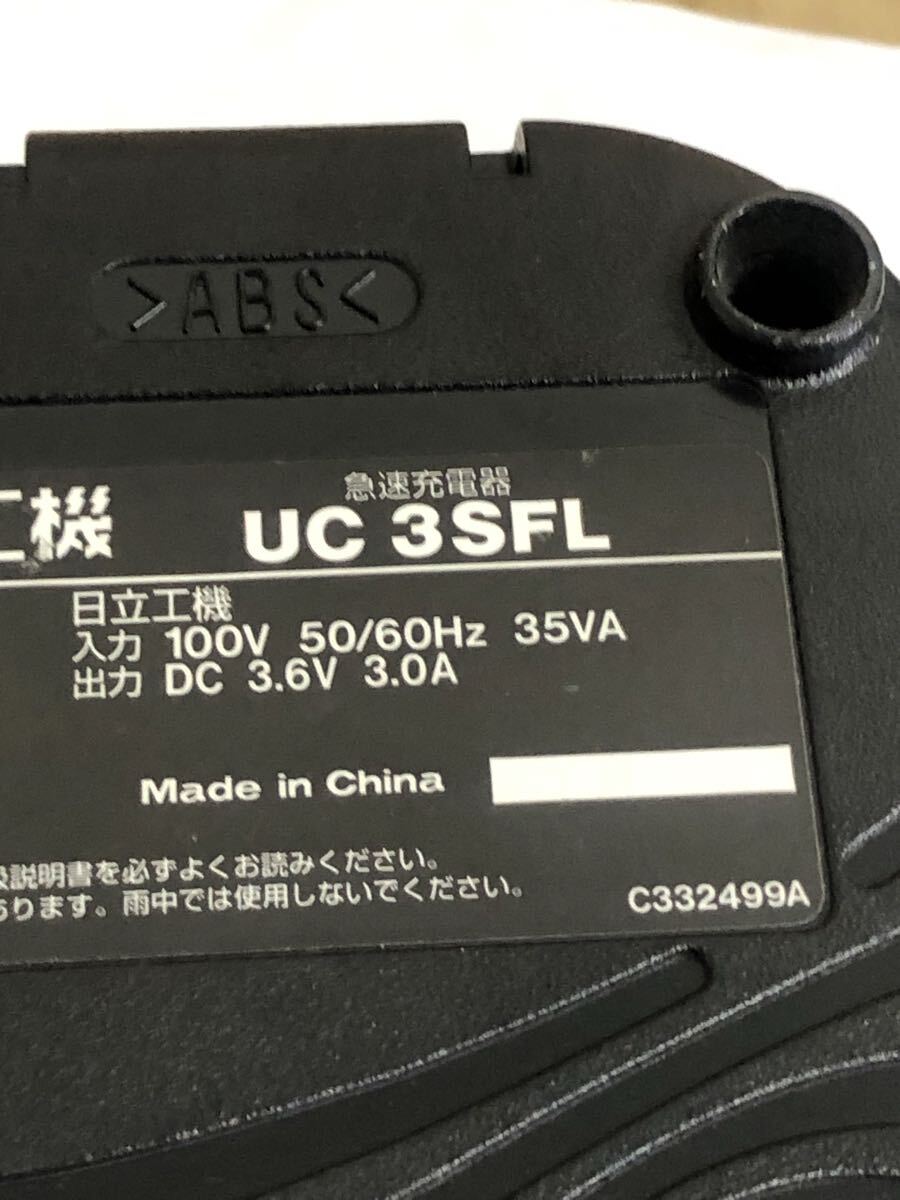 >ABS<
急速充電器
工機 UC 3SFL
日立工機
入力 100V 50/60Hz 35VA
出力 DC 3.6V 3.0A
Made in China
扱説明書を必ずよくお読みください。
あります。雨中では使用しないでください。
C332499A